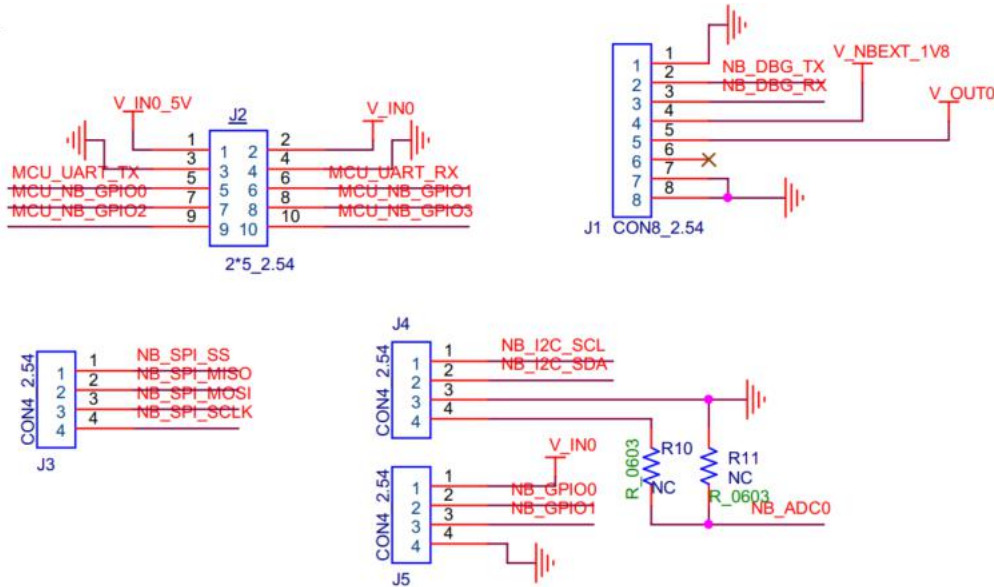 V_IN0_5V
J2
V_IN0
1 1 2 2
3 3 4 4
MCU_UART_TX 5 5 6 6 MCU_UART_RX
MCU_NB_GPIO0 7 7 8 8 MCU_NB_GPIO1
MCU_NB_GPIO2 9 9 10 10 MCU_NB_GPIO3
2*5_2.54
V_NBEXT_1V8
V_OUT0
1 1
2 2 NB_DBG_TX
3 3 NB_DBG_RX
4 4
5 5
6 6
7 7
8 8
J1 CON8_2.54
1 1 NB_SPI_SS
2 2 NB_SPI_MISO
3 3 NB_SPI_MOSI
4 4 NB_SPI_SCLK
CON4 2.54
J3
J4
CON4 2.54
1 1 NB_I2C_SCL
2 2 NB_I2C_SDA
3 3
4 4
R10
NC
R_0603
R11
NC
R_0603
NB_ADC0
V_IN0
CON4 2.54
1 1
2 2 NB_GPIO0
3 3 NB_GPIO1
4 4
J5